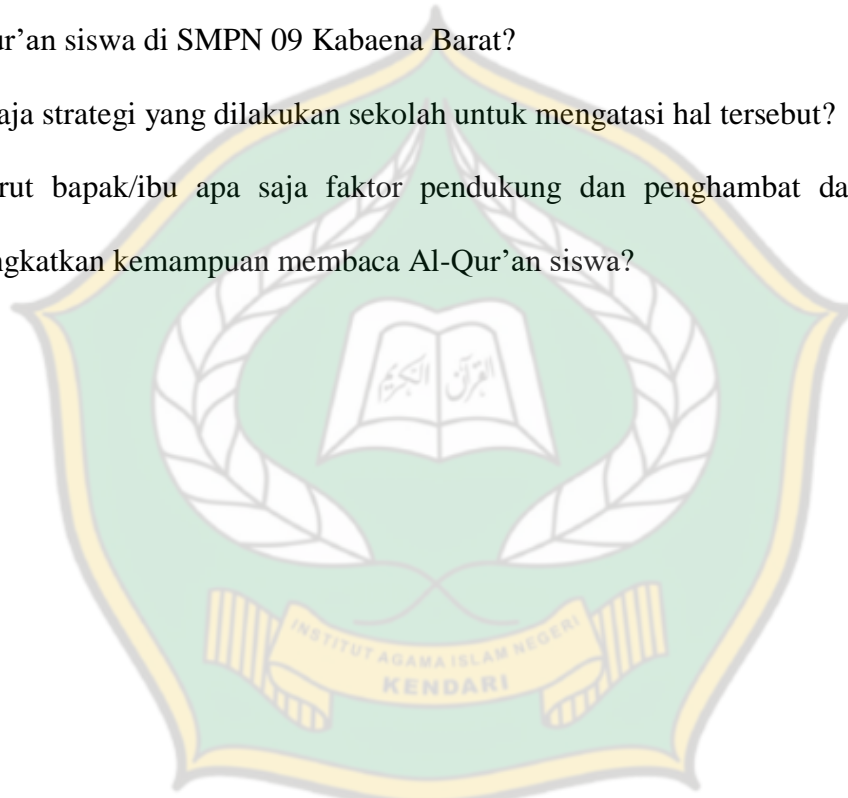 ur’an siswa di SMPN 09 Kabaena Barat?
aja strategi yang dilakukan sekolah untuk mengatasi hal tersebut?
rut bapak/ibu apa saja faktor pendukung dan penghambat da
ngkatkan kemampuan membaca Al-Qur’an siswa?
القرآن الكريم
INSTITUT AGAMA ISLAM NEGERI
KENDARI